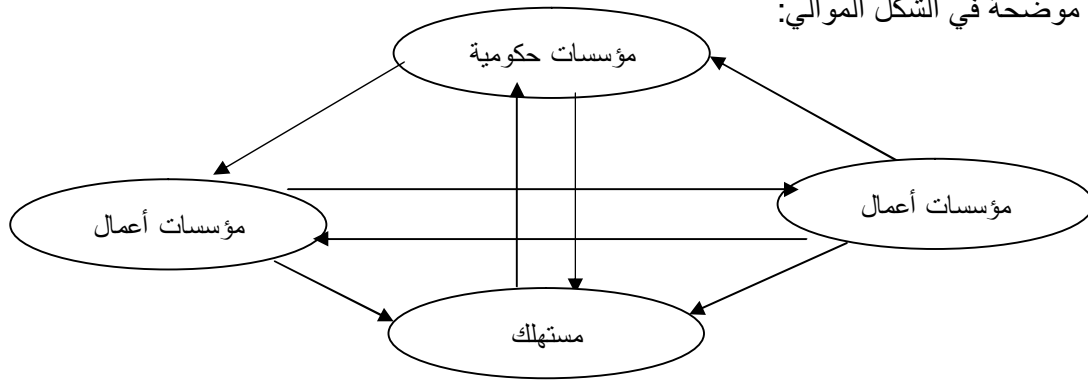 موضحة في الشكل الموالي:
مؤسسات حكومية
مؤسسات أعمال
مؤسسات أعمال
مستهلك